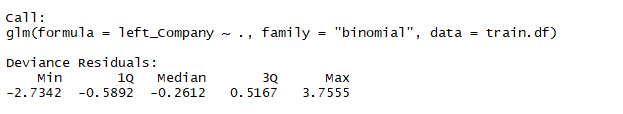 Call:
glm(formula = left_Company ~ ., family = "binomial", data = train.df)
Deviance Residuals:
Min 1Q Median 3Q Max
-2.7342 -0.5892 -0.2612 0.5167 3.7555